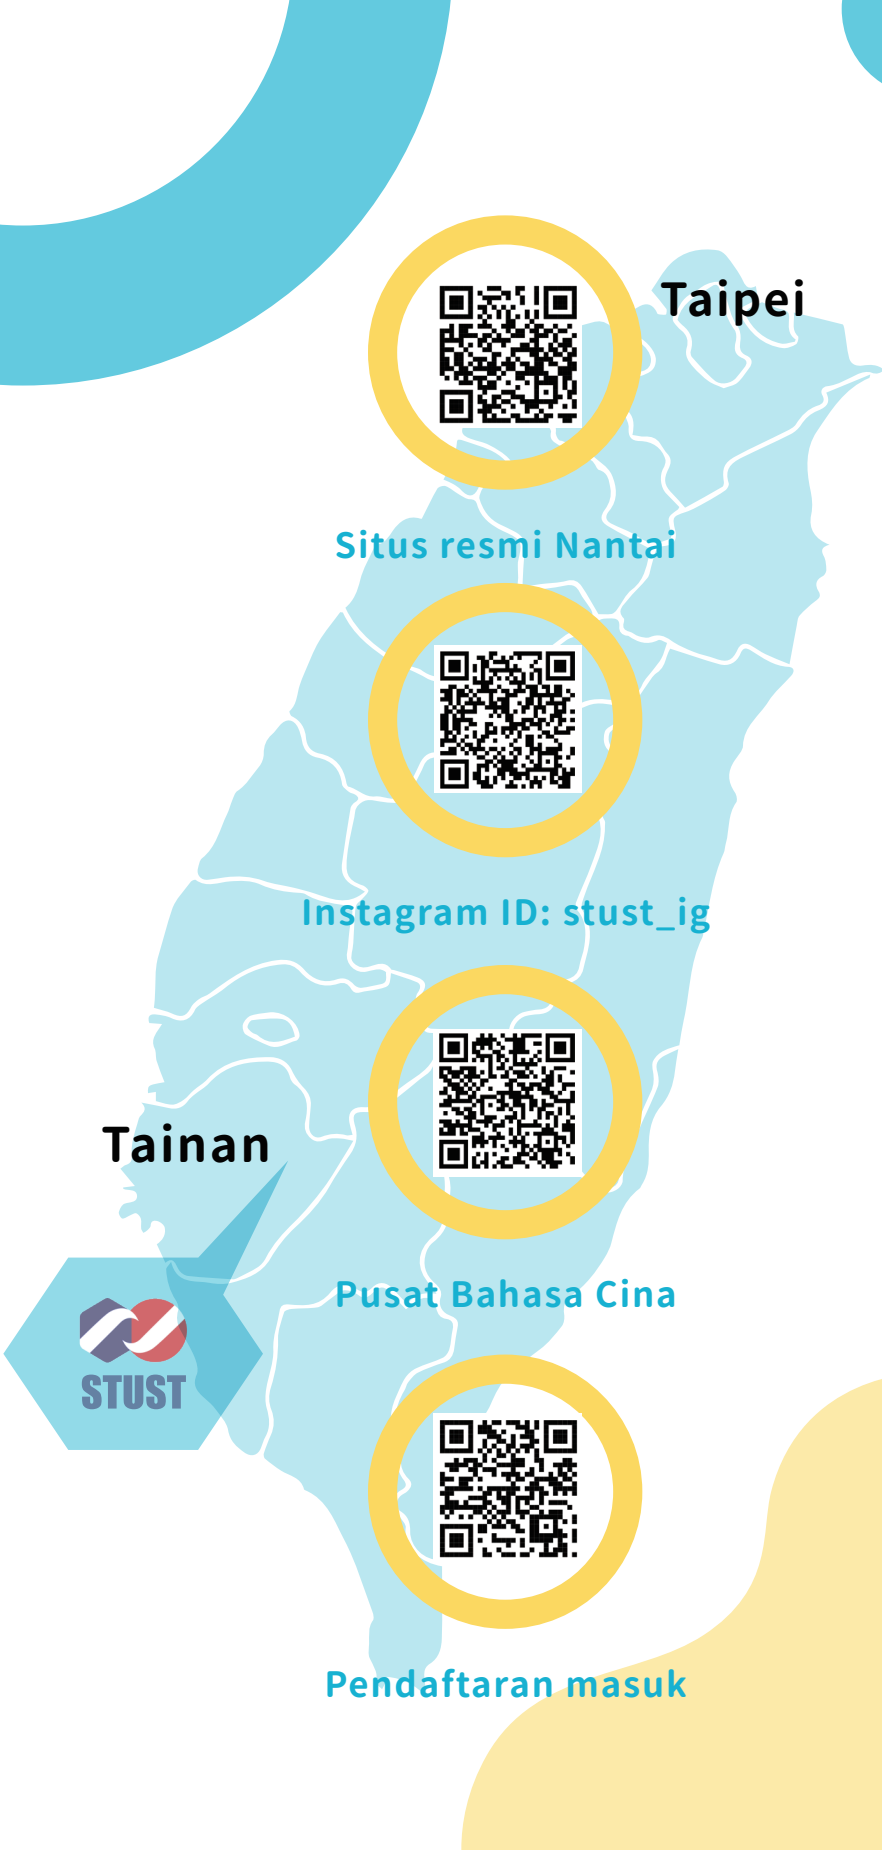 Taipei
Situs resmi Nantai
Instagram ID: stust_ig
Tainan
Pusat Bahasa Cina
STUST
Pendaftaran masuk